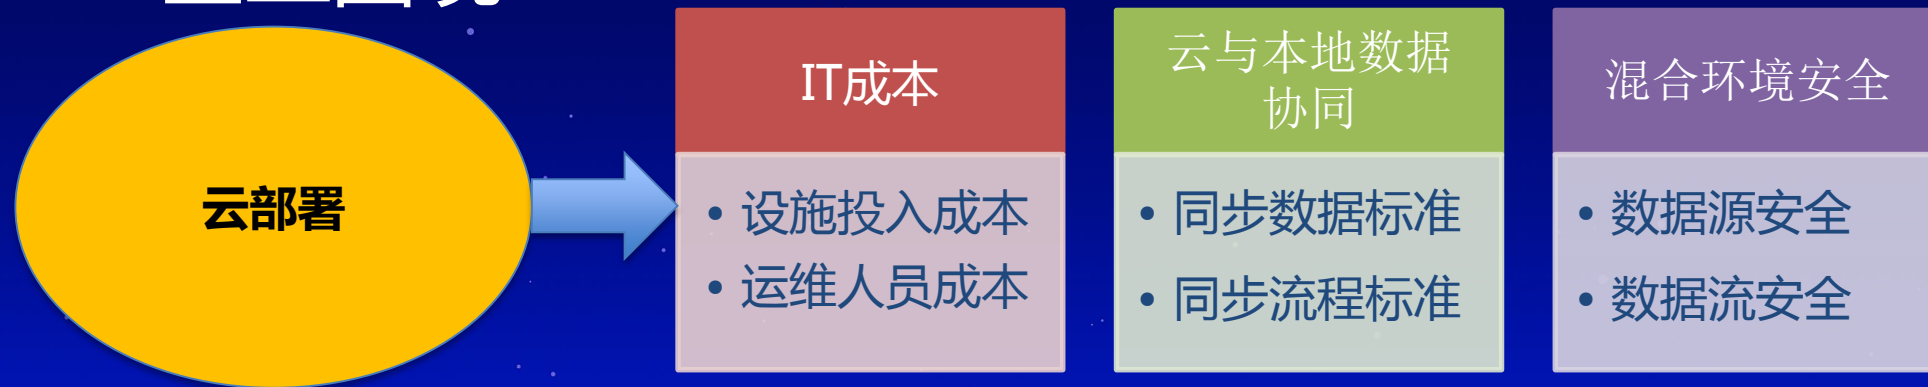 云部署
IT成本
设施投入成本
运维人员成本
云与本地数据
协同
同步数据标准
同步流程标准
混合环境安全
数据源安全
数据流安全